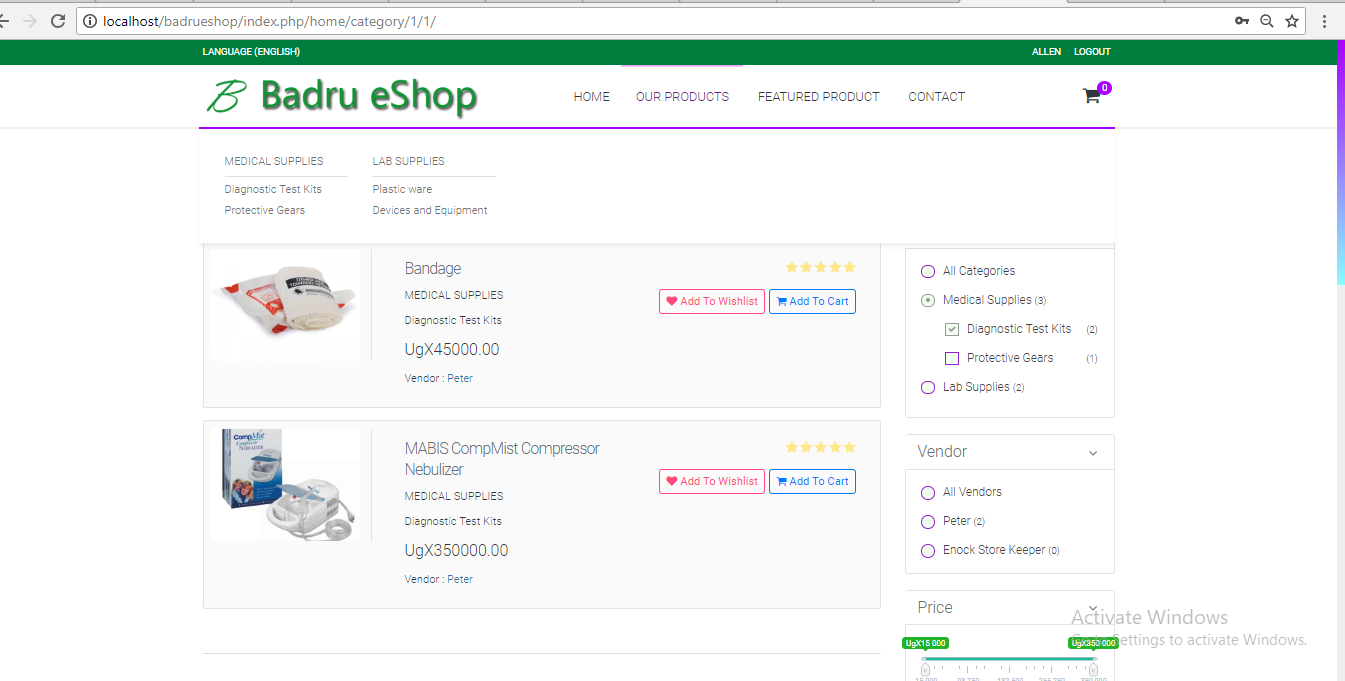 localhost/badrueshop/index.php/home/category/1/1/
LANGUAGE (ENGLISH)
ALLEN LOGOUT
B Badru eShop
HOME OUR PRODUCTS FEATURED PRODUCT CONTACT
0
MEDICAL SUPPLIES
Diagnostic Test Kits
Protective Gears
LAB SUPPLIES
Plastic ware
Devices and Equipment
Bandage
MEDICAL SUPPLIES
Diagnostic Test Kits
UgX45000.00
Vendor : Peter
Add To Wishlist Add To Cart
CompMist
NEBULIZER
MABIS CompMist Compressor
Nebulizer
MEDICAL SUPPLIES
Diagnostic Test Kits
UgX350000.00
Vendor : Peter
Add To Wishlist Add To Cart
All Categories
Medical Supplies (3)
Diagnostic Test Kits (2)
Protective Gears (1)
Lab Supplies (2)
Vendor
All Vendors
Peter (2)
Enock Store Keeper (0)
Price
UgX15 000 UgX350 000
Activate Windows
Settings to activate Windows.